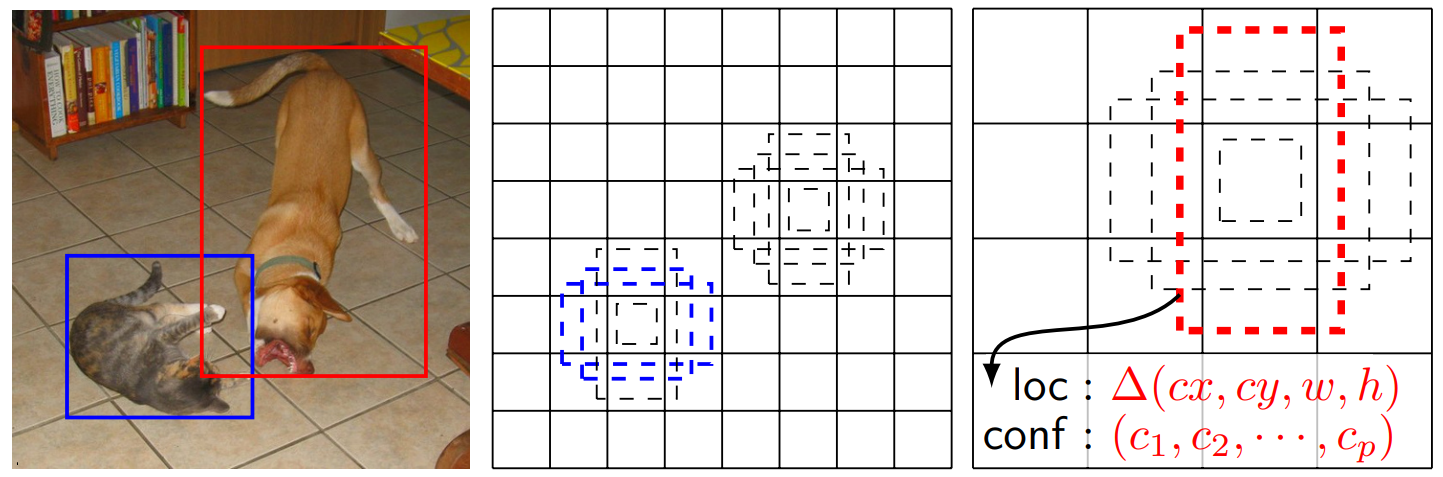 loc : Δ(cx, cy, w, h)
conf : (c₁, c₂, ⋯, cₚ)